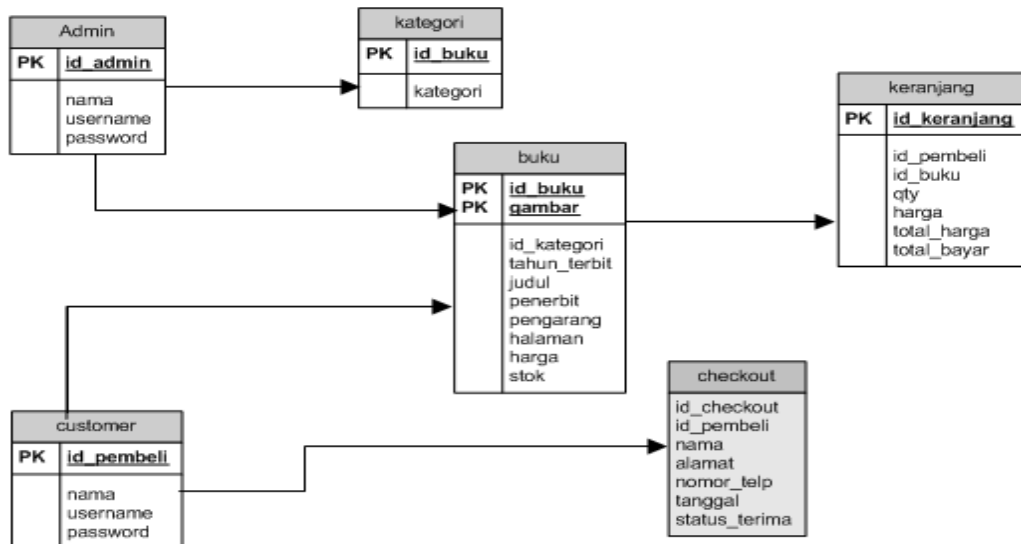 Admin
PK id_admin
nama
username
password
kategori
PK id_buku
kategori
keranjang
PK id_keranjang
id_pembeli
id_buku
qty
harga
total_harga
total_bayar
buku
PK id_buku
PK gambar
id_kategori
tahun_terbit
judul
penerbit
pengarang
halaman
harga
stok
customer
PK id_pembeli
nama
username
password
checkout
id_checkout
id_pembeli
nama
alamat
nomor_telp
tanggal
status_terima